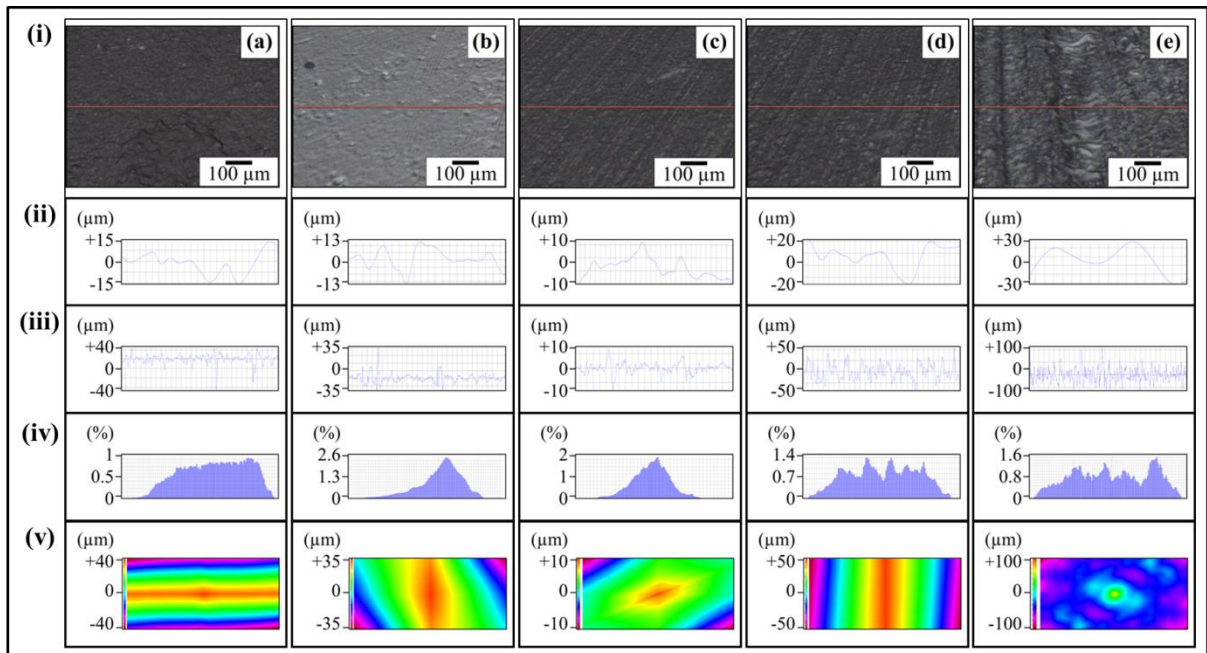 (i) (a) (b) (c) (d) (e)
100 µm 100 µm 100 µm 100 µm 100 µm
(ii) (µm) (µm) (µm) (µm) (µm)
+15 +13 +10 +20 +30
0 0 0 0 0
-15 -13 -10 -20 -30
(iii) (µm) (µm) (µm) (µm) (µm)
+40 +35 +10 +50 +100
0 0 0 0 0
-40 -35 -10 -50 -100
(iv) (%) (%) (%) (%) (%)
1 2.6 2 1.4 1.6
0.5 1.3 1 0.7 0.8
0 0 0 0 0
(v) (µm) (µm) (µm) (µm) (µm)
+40 +35 +10 +50 +100
0 0 0 0 0
-40 -35 -10 -50 -100